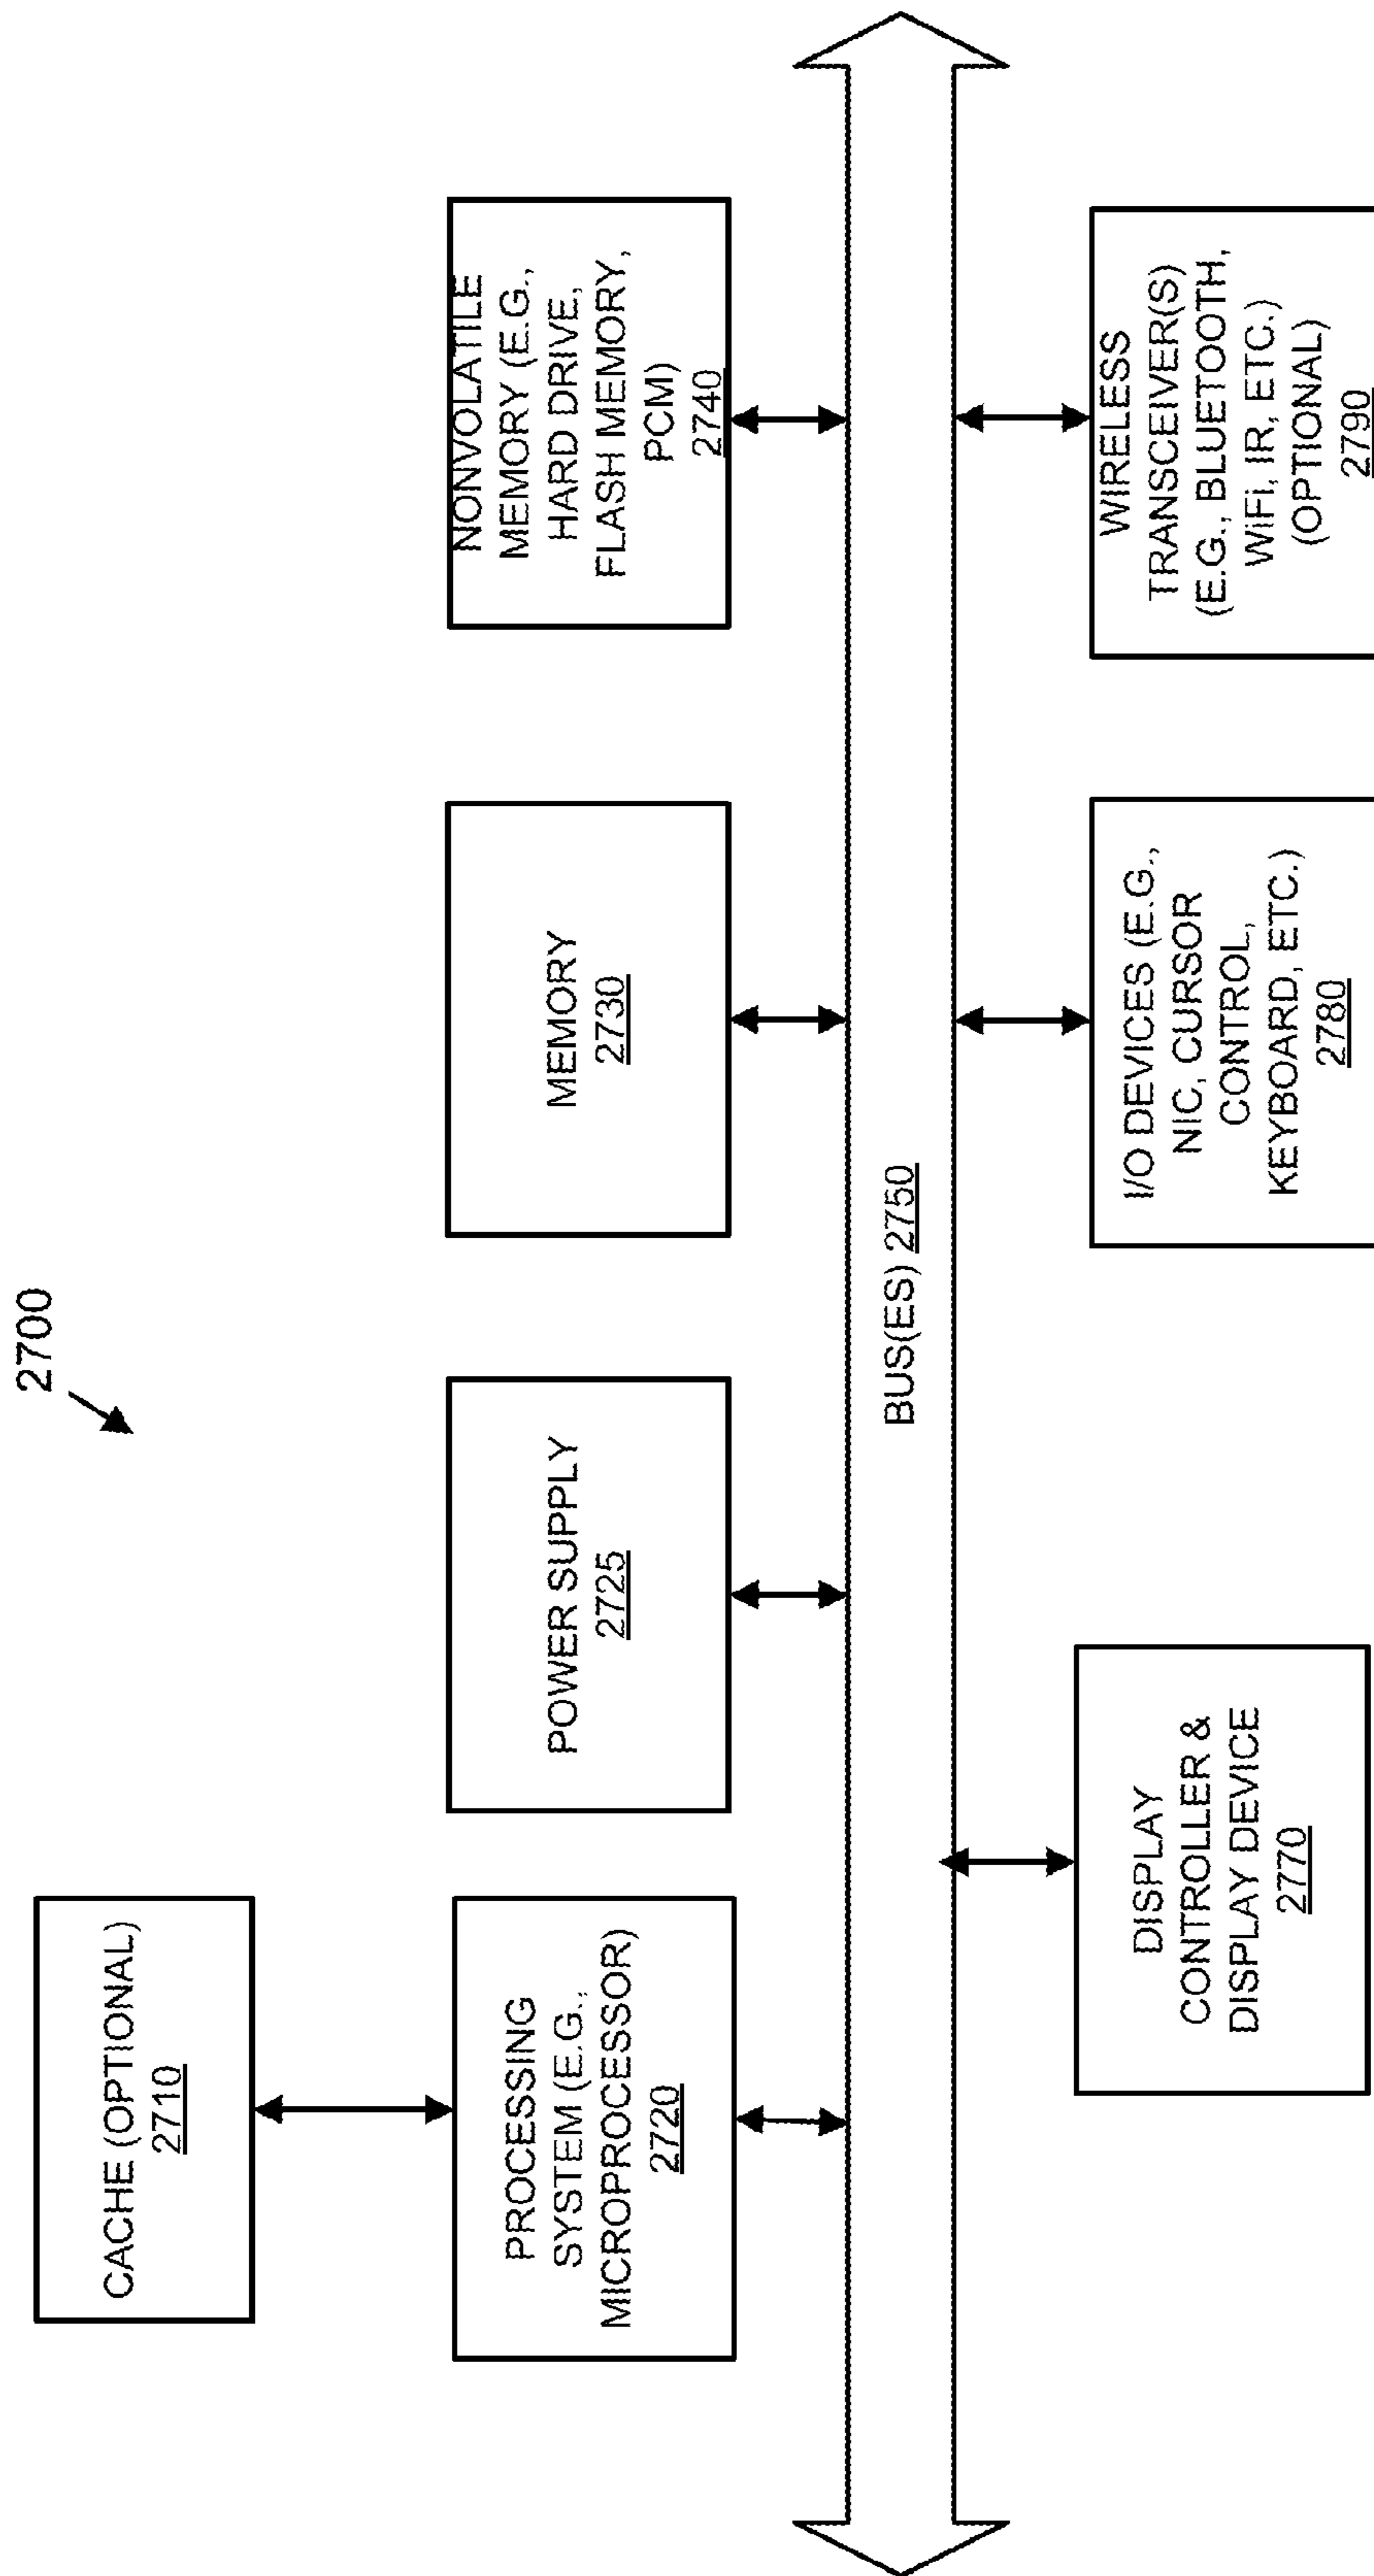 2700
CACHE (OPTIONAL)
2710
PROCESSING
SYSTEM (E.G.,
MICROPROCESSOR)
2720
POWER SUPPLY
2725
MEMORY
2730
NONVOLATILE
MEMORY (E.G.,
HARD DRIVE,
FLASH MEMORY,
PCM)
2740
BUS(ES) 2750
DISPLAY
CONTROLLER &
DISPLAY DEVICE
2770
I/O DEVICES (E.G.,
NIC, CURSOR
CONTROL,
KEYBOARD, ETC.)
2780
WIRELESS
TRANSCEIVER(S)
(E.G., BLUETOOTH,
WiFi, IR, ETC.)
(OPTIONAL)
2790